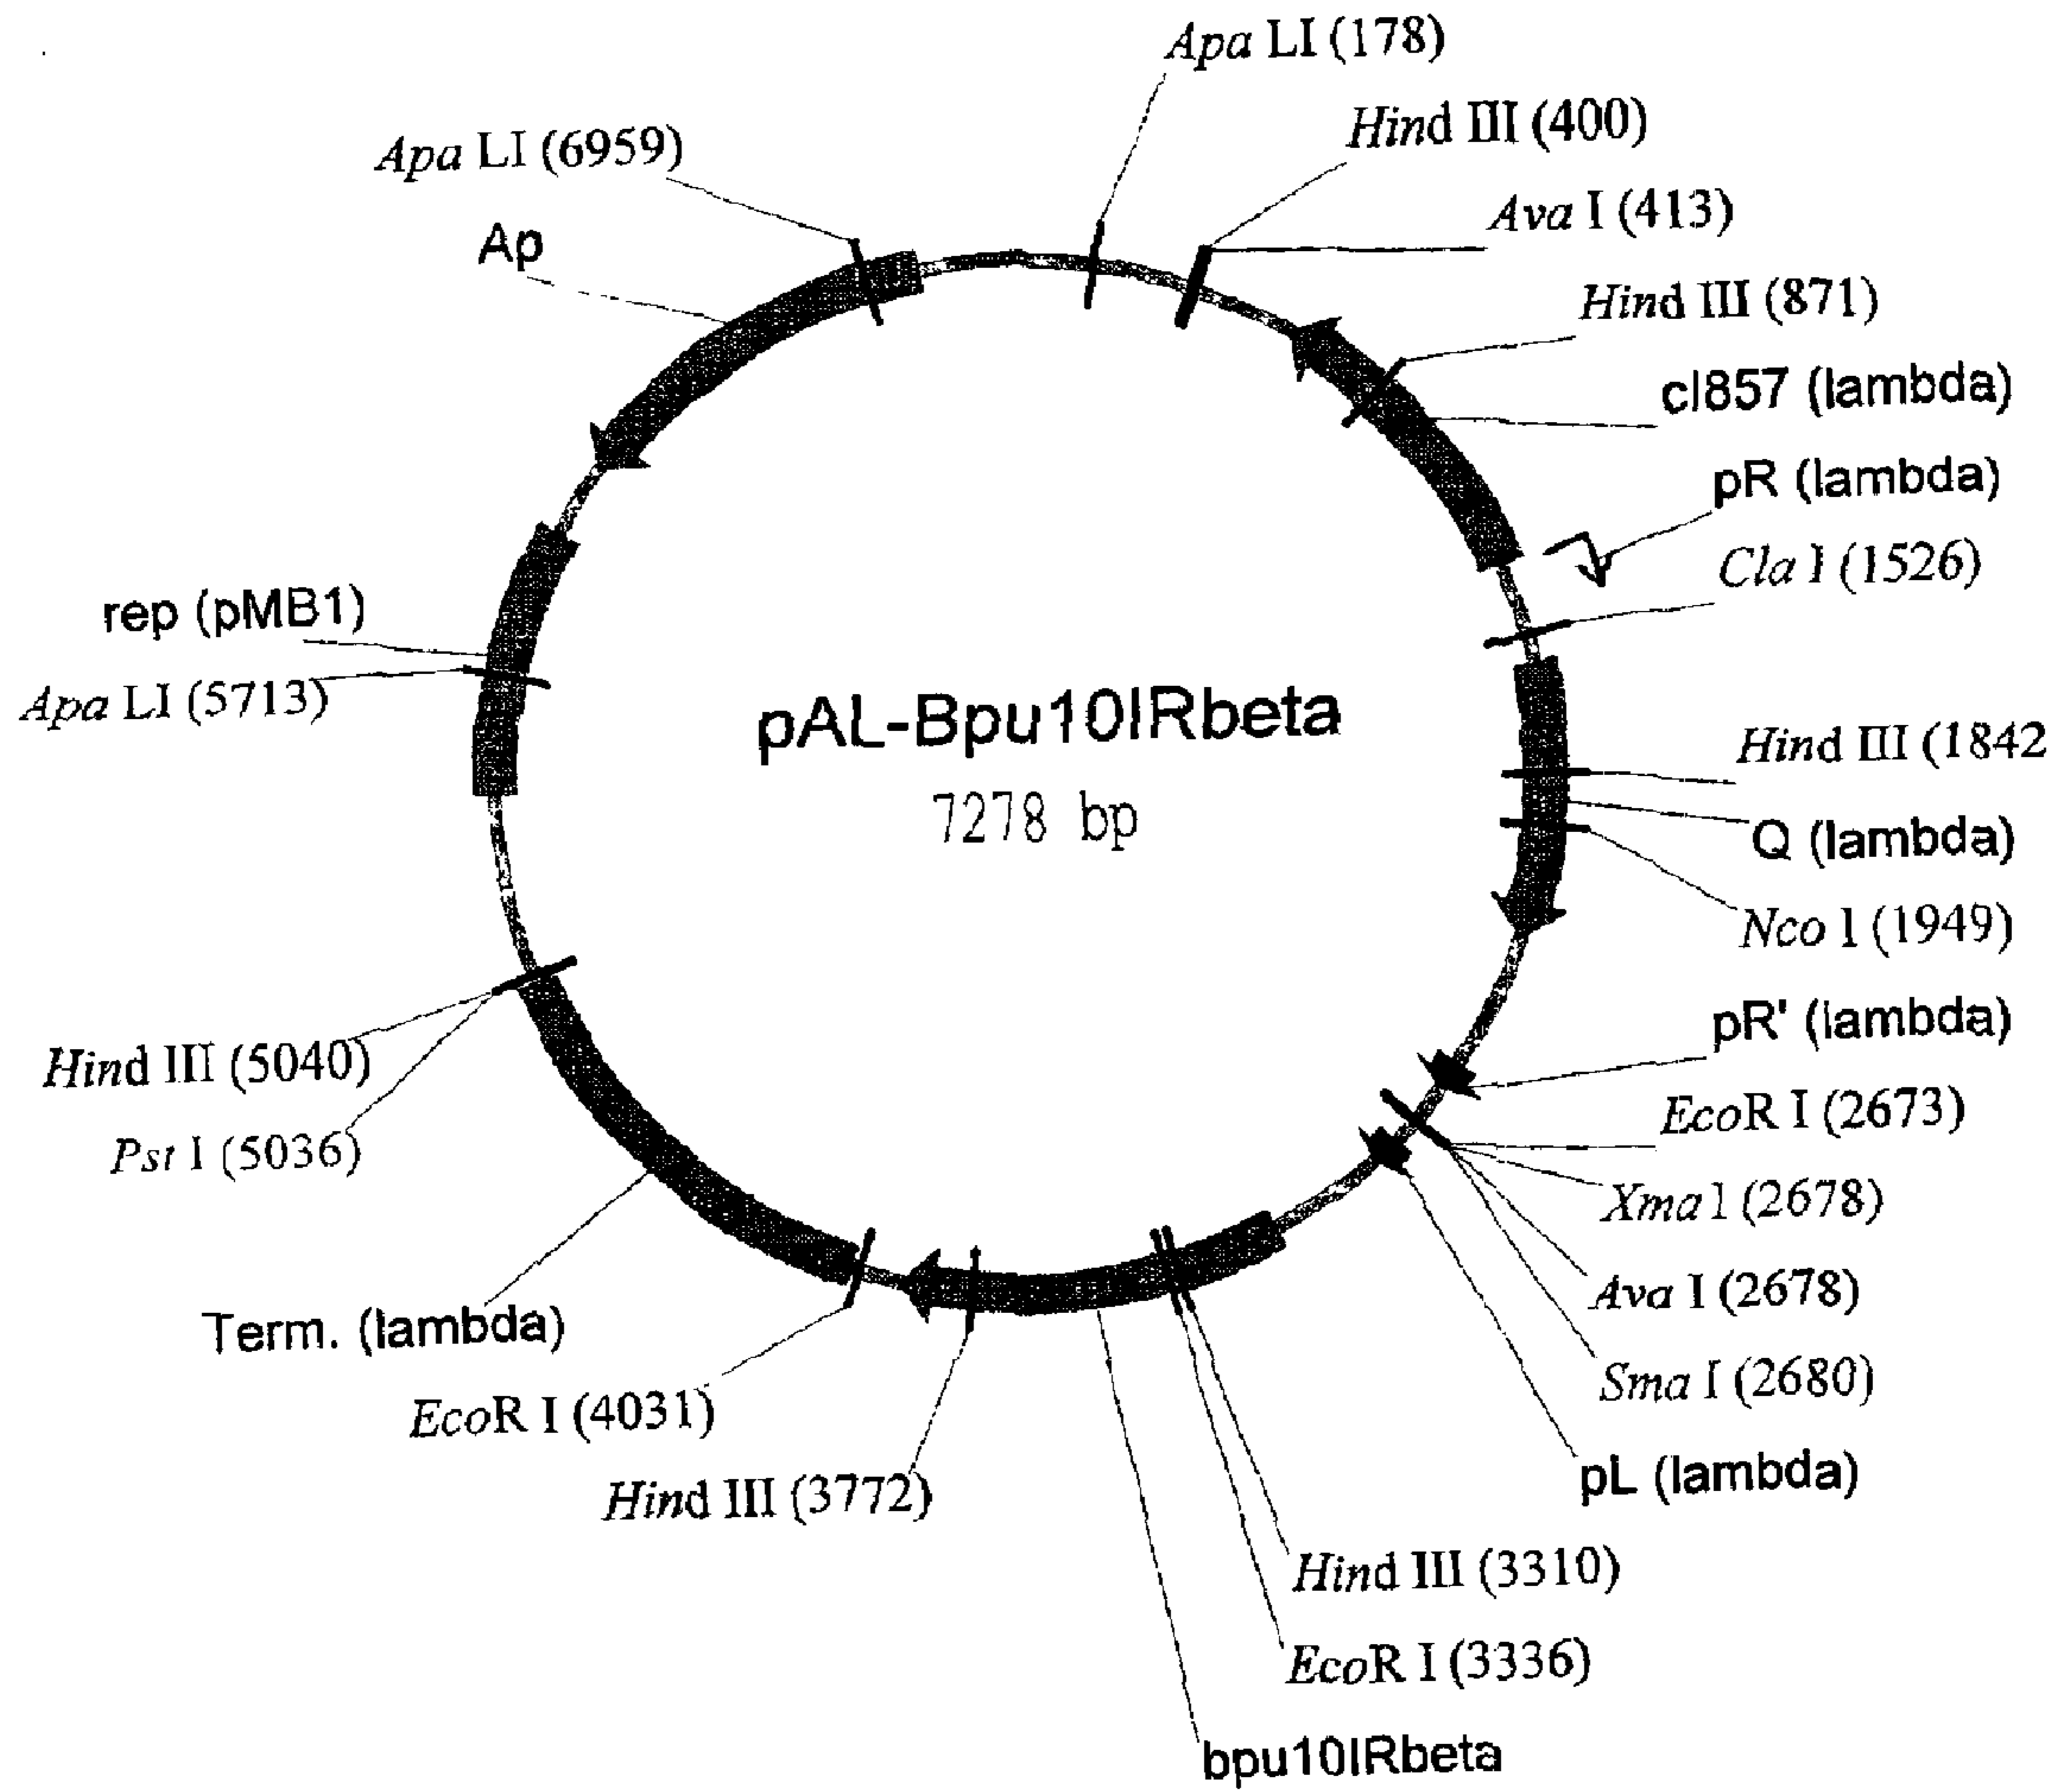 Apa LI (178)
Hind III (400)
Apa LI (6959)
Ava I (413)
Ap
Hind III (871)
cI857 (lambda)
pR (lambda)
Cla I (1526)
rep (pMB1)
Apa LI (5713)
pAL-Bpu10IRbeta
7278 bp
Hind III (1842
Q (lambda)
Nco I (1949)
pR' (lambda)
Hind III (5040)
EcoR I (2673)
Pst I (5036)
Xma I (2678)
Ava I (2678)
Term. (lambda)
Sma I (2680)
EcoR I (4031)
pL (lambda)
Hind III (3772)
Hind III (3310)
EcoR I (3336)
bpu10IRbeta